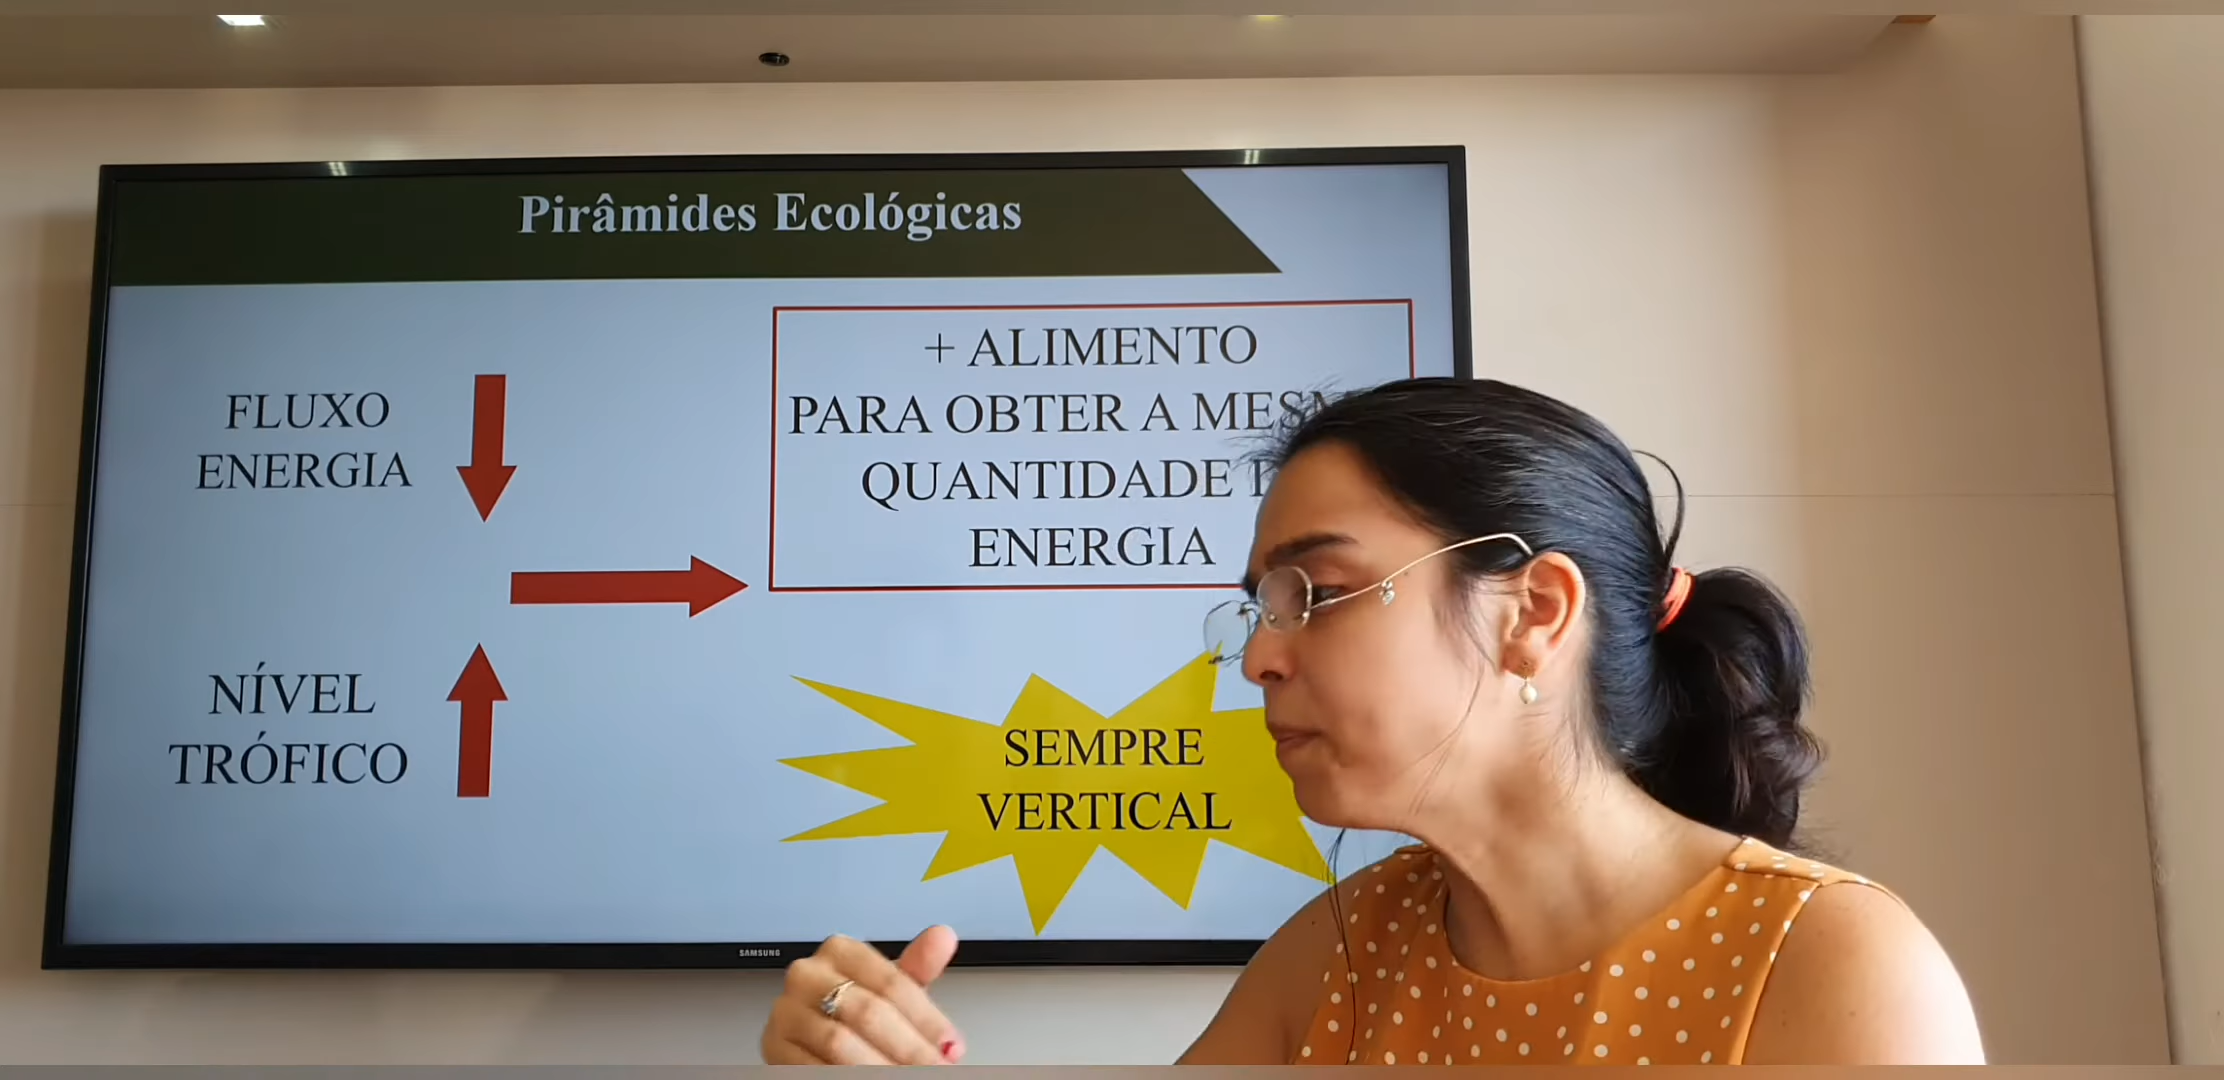 Pirâmides Ecológicas
FLUXO
ENERGIA
NÍVEL
TRÓFICO
+ ALIMENTO
PARA OBTER A
QUANTIDADE
ENERGIA
SEMPRE
VERTICAL
SAMSUNG